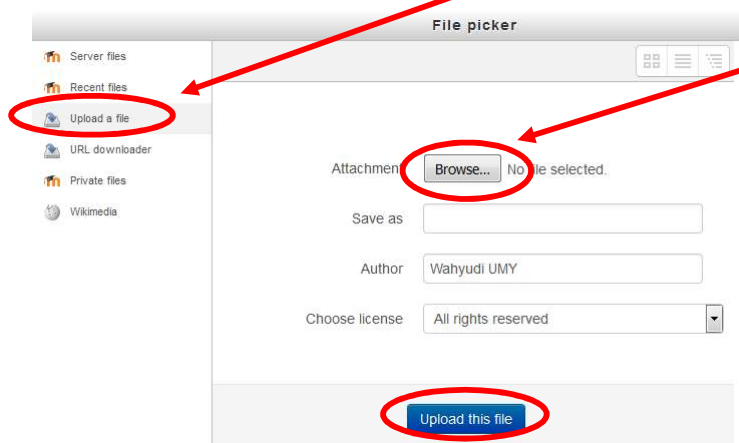 File picker
Server files
Recent files
Upload a file
URL downloader
Private files
Wikimedia
Attachment Browse... No file selected.
Save as
Author Wahyudi UMY
Choose license All rights reserved
Upload this file